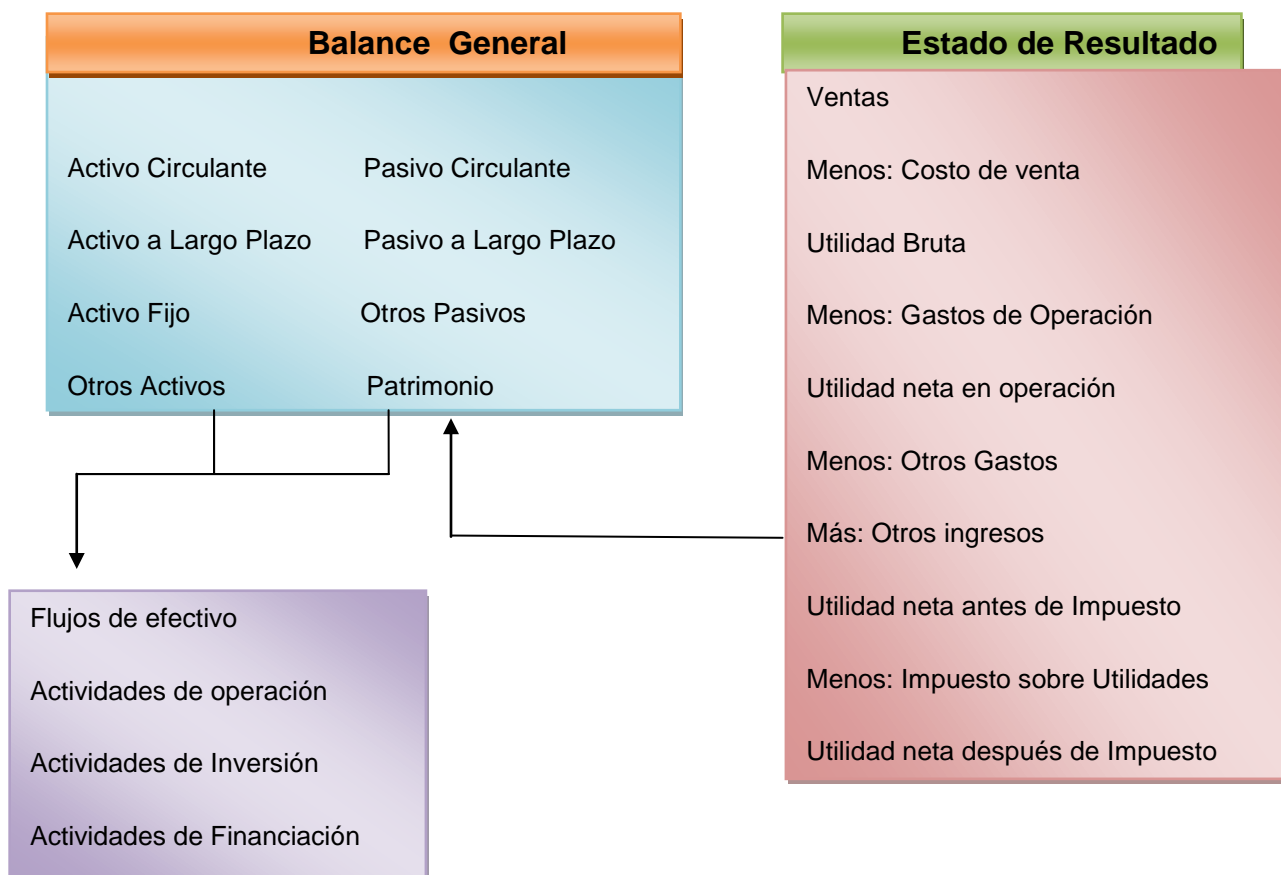 Balance General
Activo Circulante Pasivo Circulante
Activo a Largo Plazo Pasivo a Largo Plazo
Activo Fijo Otros Pasivos
Otros Activos Patrimonio
Estado de Resultado
Ventas
Menos: Costo de venta
Utilidad Bruta
Menos: Gastos de Operación
Utilidad neta en operación
Menos: Otros Gastos
Más: Otros ingresos
Utilidad neta antes de Impuesto
Menos: Impuesto sobre Utilidades
Utilidad neta después de Impuesto
Flujos de efectivo
Actividades de operación
Actividades de Inversión
Actividades de Financiación